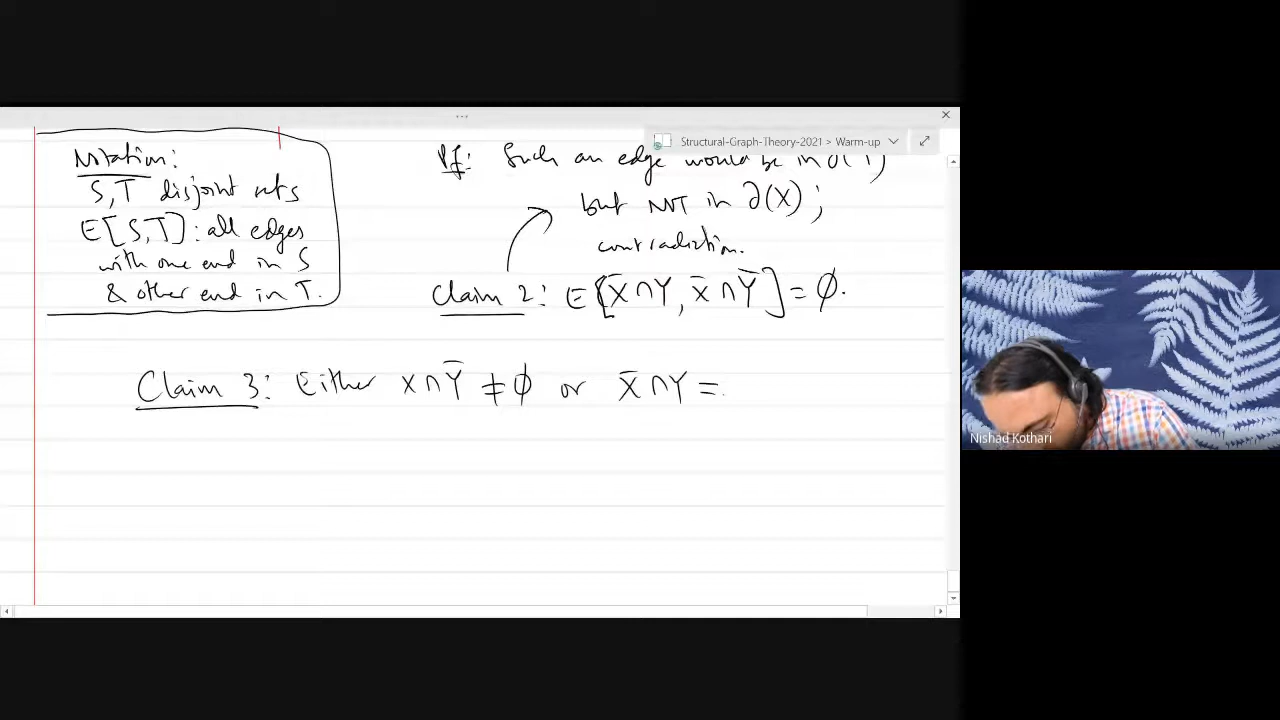 Structural-Graph-Theory-2021 > Warm-up
Notation:
S, T disjoint sets
E[S,T]: all edges
with one end in S
& other end in T.
Pf: Such an edge would be in ∂(Y)
but NOT in ∂(X);
contradiction.
Claim 2: E[X̄∩Y, X̄∩Ȳ] = ∅.
Claim 3: Either X∩Ȳ ≠ ∅ or X̄∩Y =
Nishad Kothari